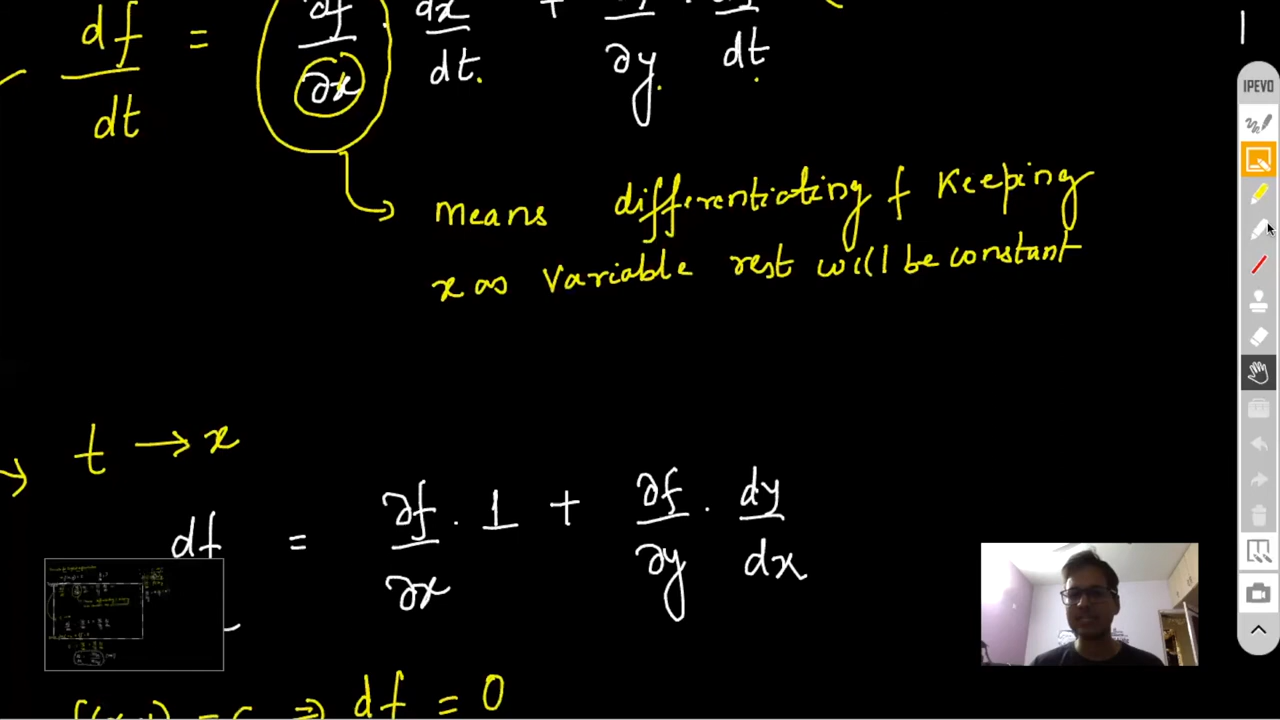 df/dt = ∂f/∂x dx/dt + /∂y . /dt
IPEVO
means differentiating f keeping
x as variable rest will be constant
t → x
df = ∂f/∂x . 1 + ∂f/∂y . dy/dx
⇒ df = 0